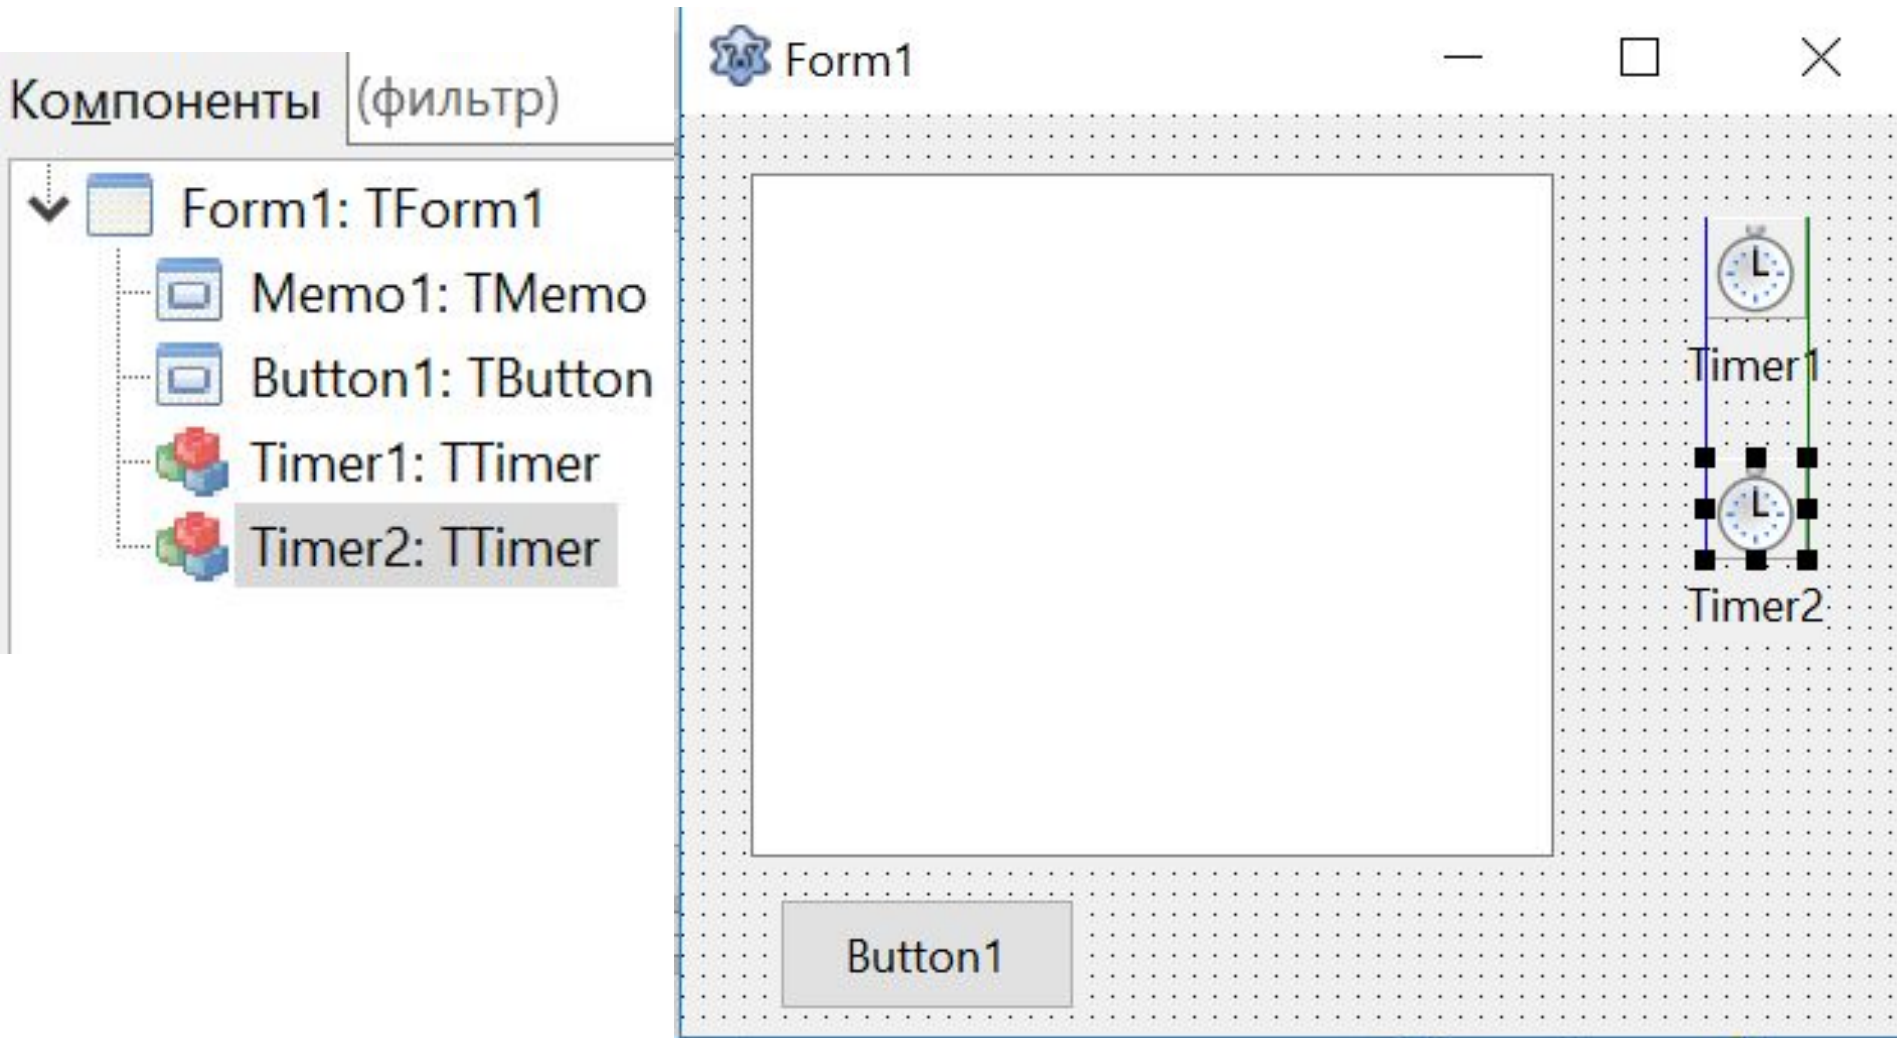 Компоненты (фильтр)
Form1: TForm1
Memo1: TMemo
Button1: TButton
Timer1: TTimer
Timer2: TTimer
Form1
Timer1
Timer2
Button1